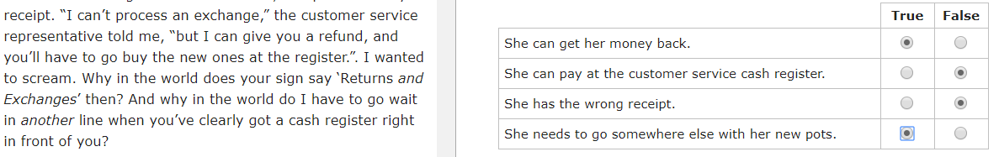 receipt. “I can’t process an exchange,” the customer service
representative told me, “but I can give you a refund, and
you’ll have to go buy the new ones at the register.”. I wanted
to scream. Why in the world does your sign say ‘Returns and
Exchanges’ then? And why in the world do I have to go wait
in another line when you’ve clearly got a cash register right
in front of you?
True False
She can get her money back.
She can pay at the customer service cash register.
She has the wrong receipt.
She needs to go somewhere else with her new pots.